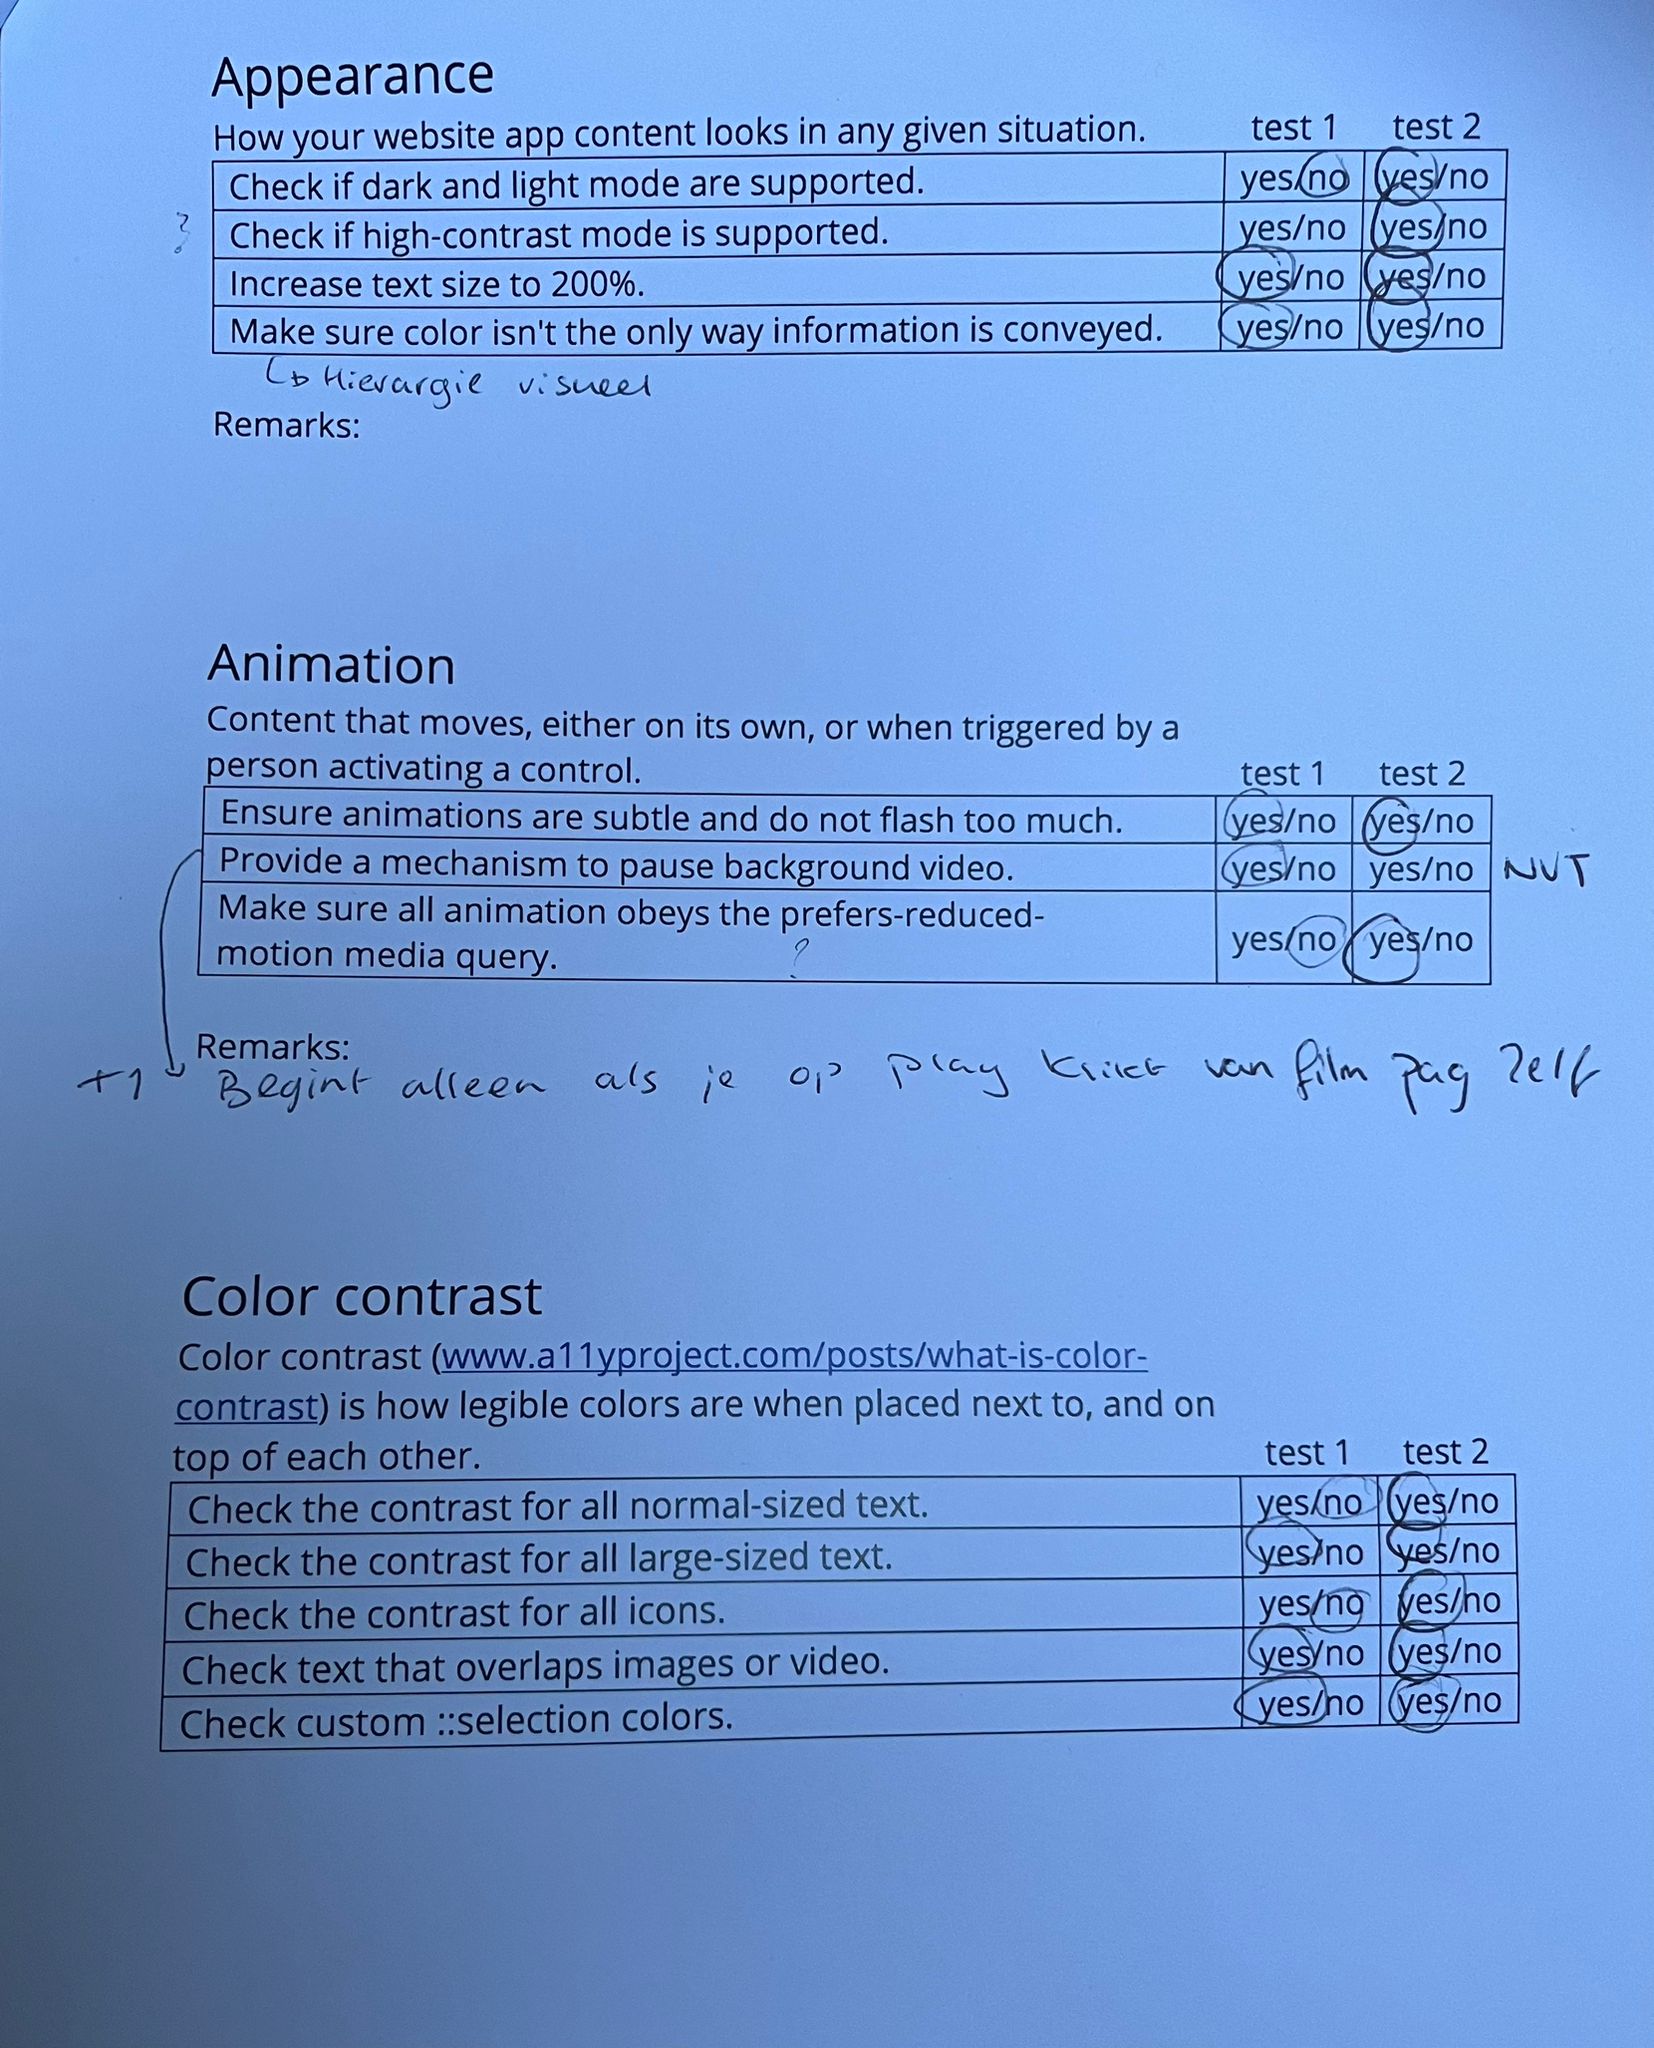 Appearance
How your website app content looks in any given situation. test 1 test 2
Check if dark and light mode are supported. yes/no yes/no
? Check if high-contrast mode is supported. yes/no yes/no
Increase text size to 200%. yes/no yes/no
Make sure color isn't the only way information is conveyed. yes/no yes/no
Hierargie visueel
Remarks:
Animation
Content that moves, either on its own, or when triggered by a
person activating a control. test 1 test 2
Ensure animations are subtle and do not flash too much. yes/no yes/no
Provide a mechanism to pause background video. yes/no yes/no NVT
Make sure all animation obeys the prefers-reduced-
motion media query. ? yes/no yes/no
Remarks:
+1 Begint alleen als je op play klikt van film pag zelf
Color contrast
Color contrast (www.a11yproject.com/posts/what-is-color-
contrast) is how legible colors are when placed next to, and on
top of each other. test 1 test 2
Check the contrast for all normal-sized text. yes/no yes/no
Check the contrast for all large-sized text. yes/no yes/no
Check the contrast for all icons. yes/no yes/no
Check text that overlaps images or video. yes/no yes/no
Check custom ::selection colors. yes/no yes/no